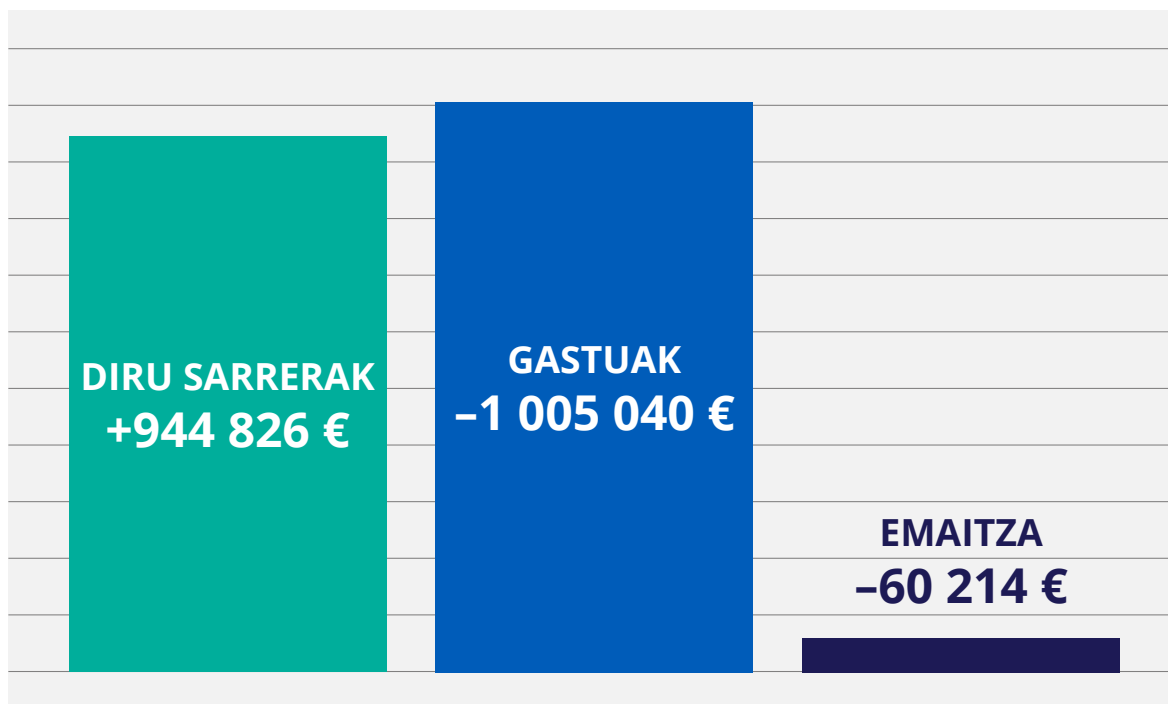 DIRU SARRERAK
+944 826 €
GASTUAK
–1 005 040 €
EMAITZA
–60 214 €